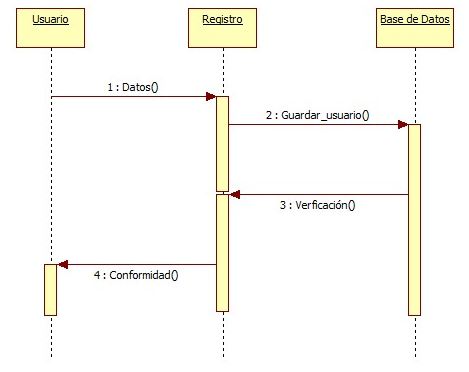 Usuario
Registro
Base de Datos
1 : Datos()
2 : Guardar_usuario()
3 : Verficación()
4 : Conformidad()